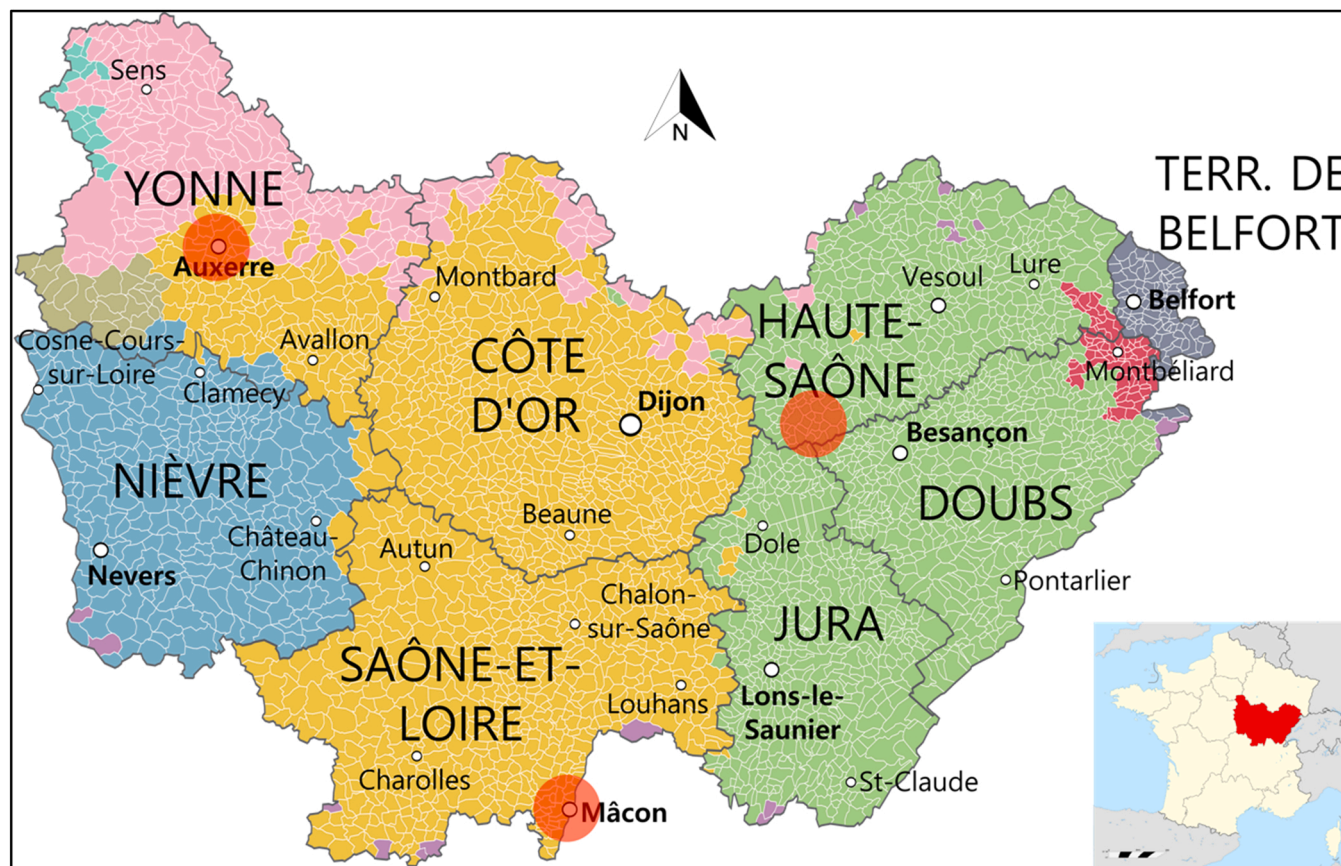 Sens
N
TERR. DE
BELFORT
YONNE
Auxerre
Montbard
Vesoul
Lure
Belfort
HAUTE-
SAÔNE
Cosne-Cours-
sur-Loire
Clamecy
Avallon
CÔTE
D'OR
Dijon
Montbéliard
Besançon
NIÈVRE
Château-
Chinon
Nevers
Beaune
Autun
Dole
DOUBS
Pontarlier
Chalon-
sur-Saône
JURA
SAÔNE-ET-
LOIRE
Louhans
Lons-le-
Saunier
Charolles
Mâcon
St-Claude